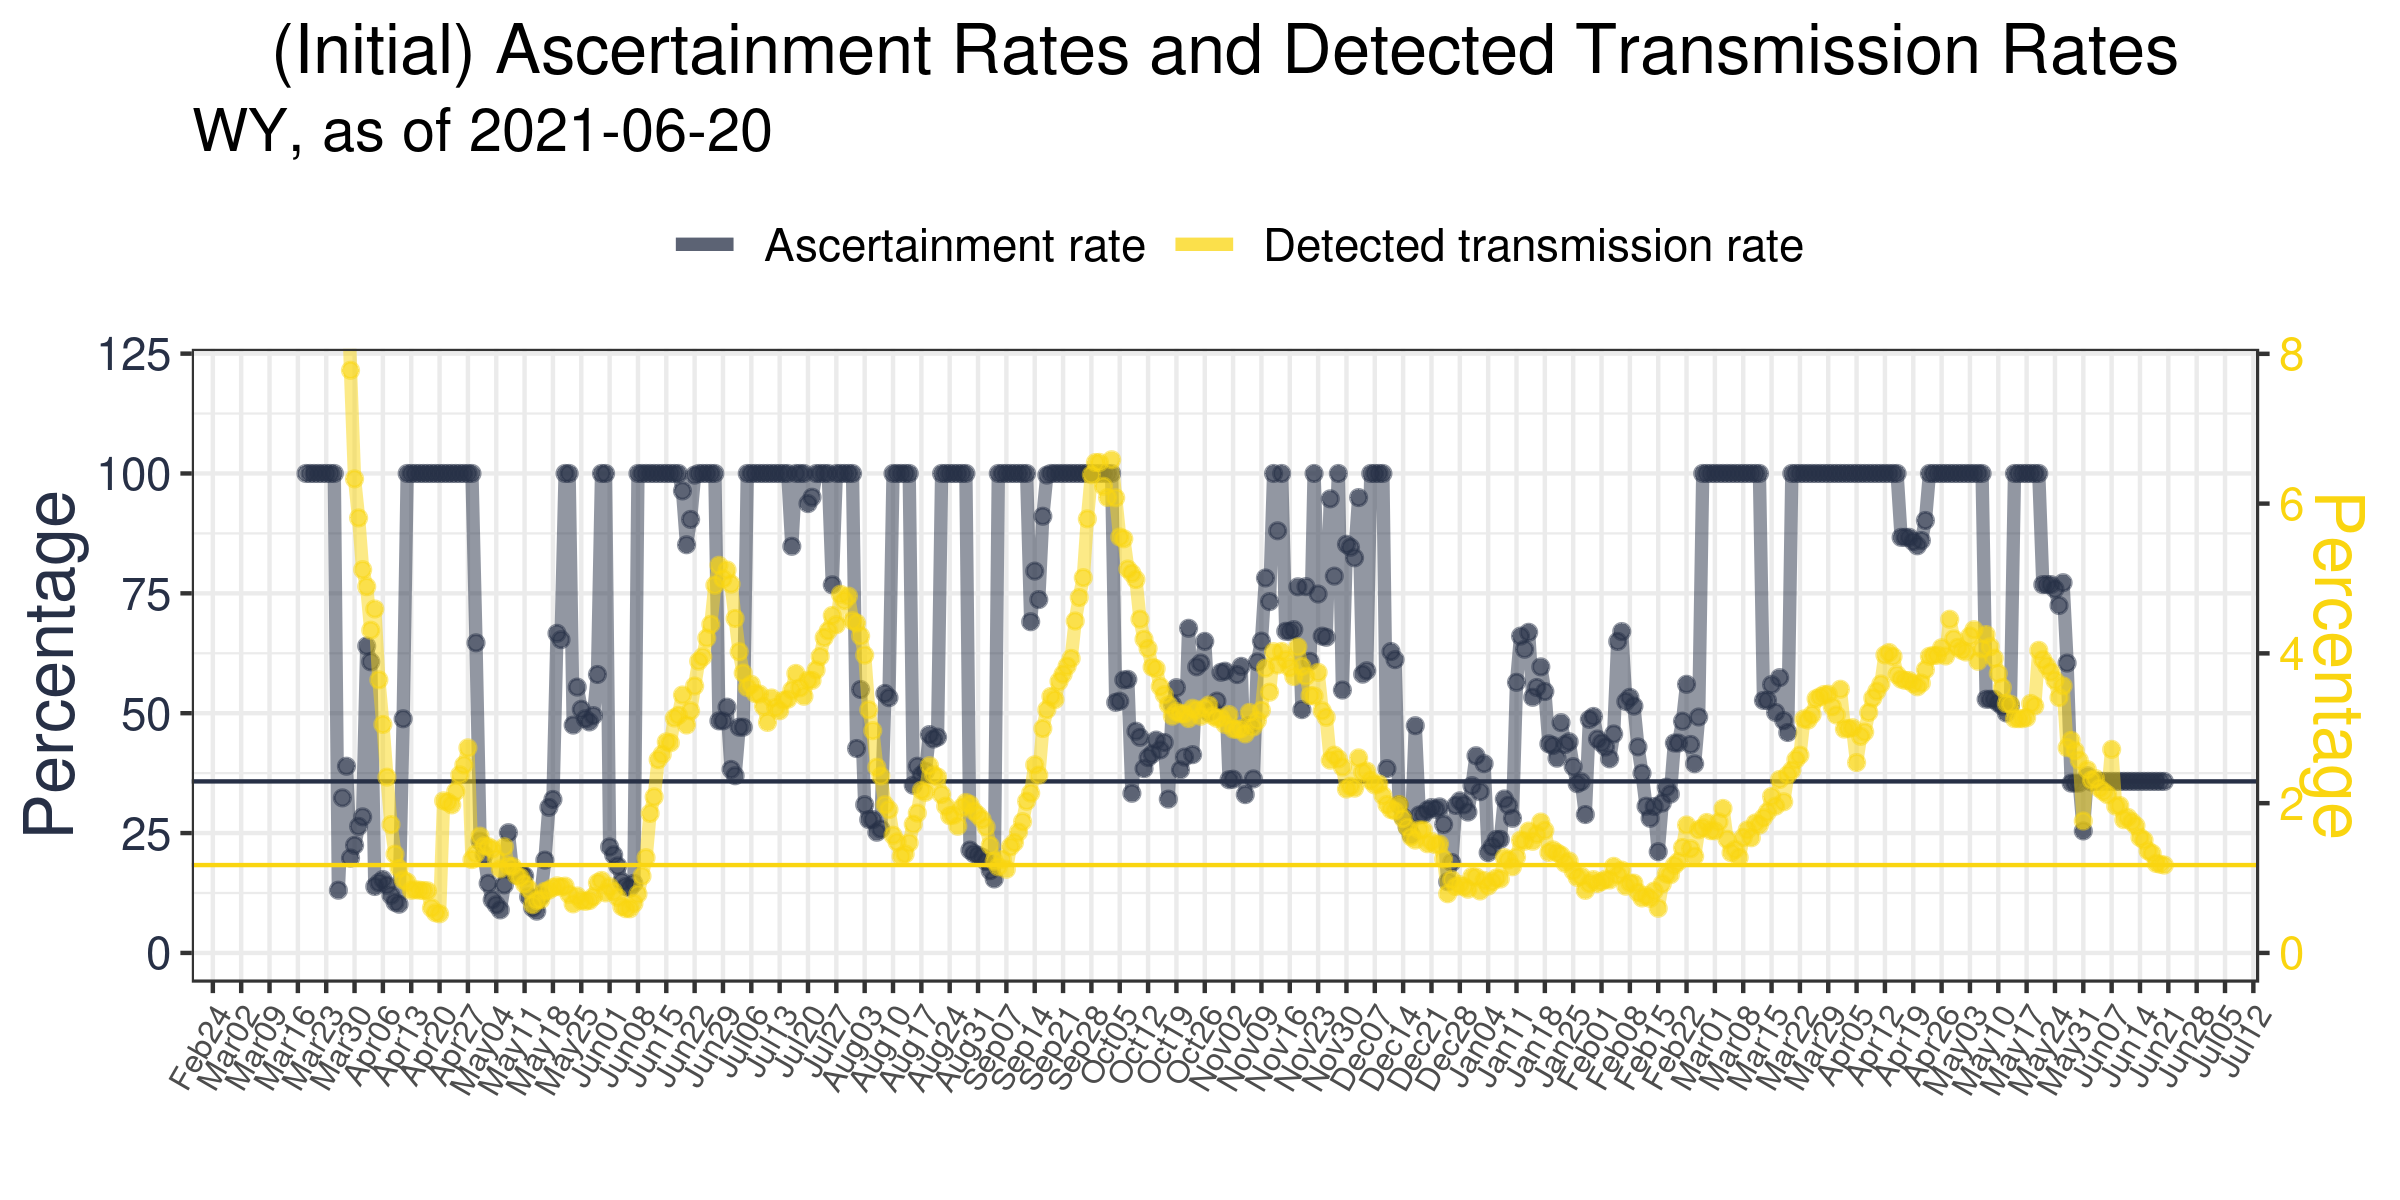 (Initial) Ascertainment Rates and Detected Transmission Rates
WY, as of 2021-06-20
Ascertainment rate
Detected transmission rate
Percentage
125
100
75
50
25
0
8
6
4
2
0
Percentage
Feb24
Mar02
Mar09
Mar16
Mar23
Mar30
Apr06
Apr13
Apr20
Apr27
May04
May11
May18
May25
Jun01
Jun08
Jun15
Jun22
Jun29
Jul06
Jul13
Jul20
Jul27
Aug03
Aug10
Aug17
Aug24
Aug31
Sep07
Sep14
Sep21
Sep28
Oct05
Oct12
Oct19
Oct26
Nov02
Nov09
Nov16
Nov23
Nov30
Dec07
Dec14
Dec21
Dec28
Jan04
Jan11
Jan18
Jan25
Feb01
Feb08
Feb15
Feb22
Mar01
Mar08
Mar15
Mar22
Mar29
Apr05
Apr12
Apr19
Apr26
May03
May10
May17
May24
May31
Jun07
Jun14
Jun21
Jun28
Jul05
Jul12